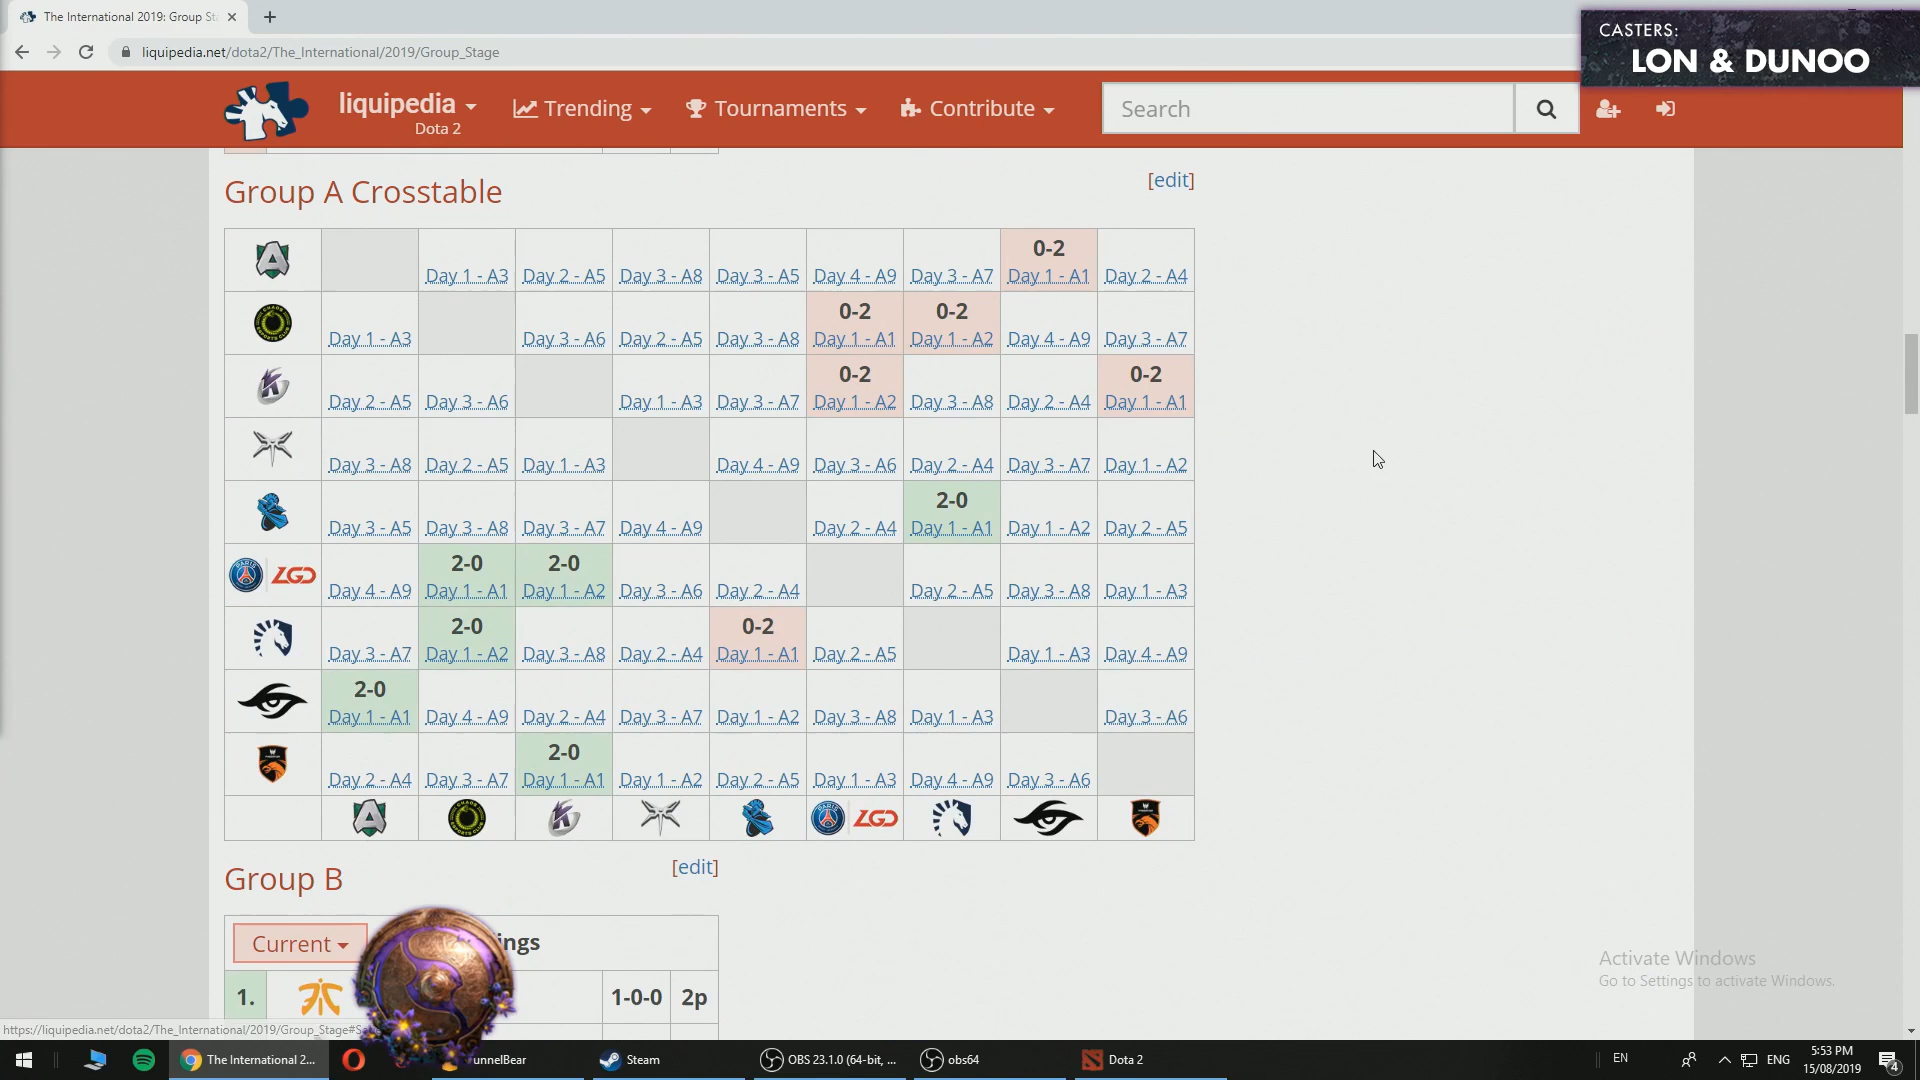 The International 2019: Group St
CASTERS:
LON & DUNOO
liquipedia.net/dota2/The_International/2019/Group_Stage
liquipedia
Dota 2
Trending
Tournaments
Contribute
Search
Group A Crosstable
[edit]
0-2
Day 1 - A3 Day 2 - A5 Day 3 - A8 Day 3 - A5 Day 4 - A9 Day 3 - A7 Day 1 - A1 Day 2 - A4
0-2 0-2
Day 1 - A3 Day 3 - A6 Day 2 - A5 Day 3 - A8 Day 1 - A1 Day 1 - A2 Day 4 - A9 Day 3 - A7
0-2 0-2
Day 2 - A5 Day 3 - A6 Day 1 - A3 Day 3 - A7 Day 1 - A2 Day 3 - A8 Day 2 - A4 Day 1 - A1
Day 3 - A8 Day 2 - A5 Day 1 - A3 Day 4 - A9 Day 3 - A6 Day 2 - A4 Day 3 - A7 Day 1 - A2
2-0
Day 3 - A5 Day 3 - A8 Day 3 - A7 Day 4 - A9 Day 2 - A4 Day 1 - A1 Day 1 - A2 Day 2 - A5
PARIS LGD 2-0 2-0
Day 4 - A9 Day 1 - A1 Day 1 - A2 Day 3 - A6 Day 2 - A4 Day 2 - A5 Day 3 - A8 Day 1 - A3
2-0 0-2
Day 3 - A7 Day 1 - A2 Day 3 - A8 Day 2 - A4 Day 1 - A1 Day 2 - A5 Day 1 - A3 Day 4 - A9
2-0
Day 1 - A1 Day 4 - A9 Day 2 - A4 Day 3 - A7 Day 1 - A2 Day 3 - A8 Day 1 - A3 Day 3 - A6
2-0
Day 2 - A4 Day 3 - A7 Day 1 - A1 Day 1 - A2 Day 2 - A5 Day 1 - A3 Day 4 - A9 Day 3 - A6
PARIS LGD
Group B
[edit]
Current
ings
1. 1-0-0 2p
Activate Windows
Go to Settings to activate Windows.
https://liquipedia.net/dota2/The_International/2019/Group_Stage#S
The International 2...
unnelBear
Steam
OBS 23.1.0 (64-bit, ...
obs64
Dota 2
EN
ENG
5:53 PM
15/08/2019
4